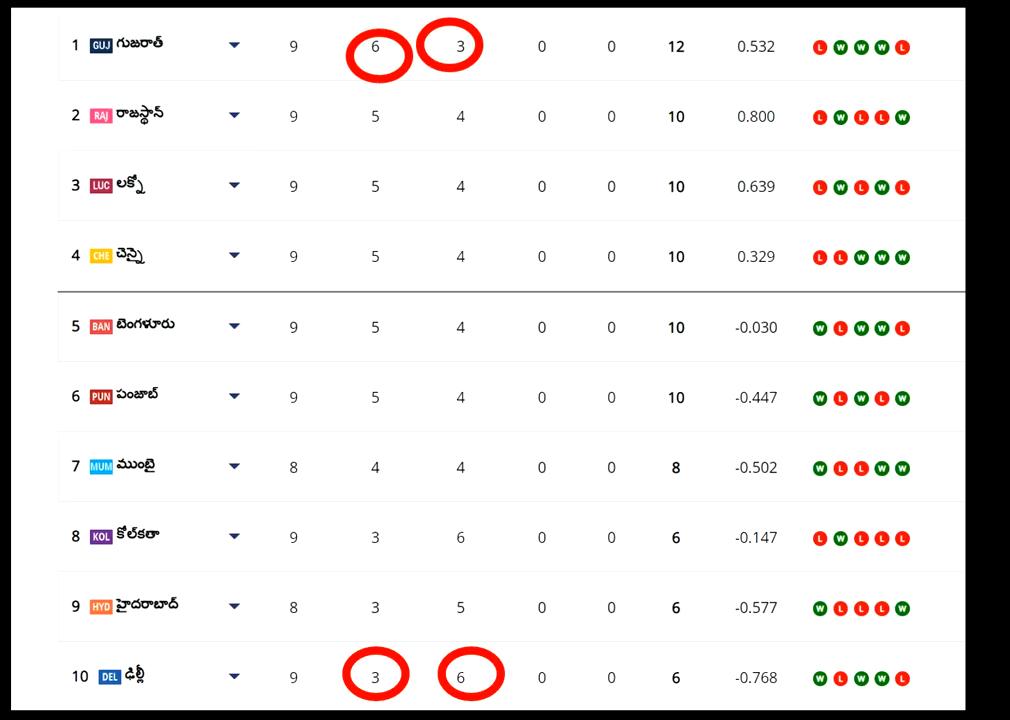 1 GUJ గుజరాత్ 9 6 3 0 0 12 0.532 L W W W L
2 RAJ రాజస్థాన్ 9 5 4 0 0 10 0.800 L W L L W
3 LUC లక్నో 9 5 4 0 0 10 0.639 L W L W L
4 CHE చెన్నై 9 5 4 0 0 10 0.329 L L W W W
5 BAN బెంగళూరు 9 5 4 0 0 10 -0.030 W L W W L
6 PUN పంజాబ్ 9 5 4 0 0 10 -0.447 W L W L W
7 MUM ముంబై 8 4 4 0 0 8 -0.502 W L L W W
8 KOL కోల్‌కతా 9 3 6 0 0 6 -0.147 L W L L L
9 HYD హైదరాబాద్ 8 3 5 0 0 6 -0.577 W L L L W
10 DEL ఢిల్లీ 9 3 6 0 0 6 -0.768 W L W W L